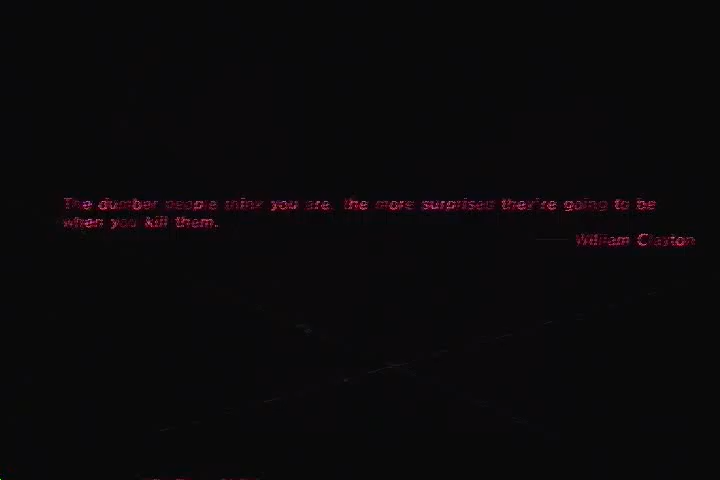 The dumber people think you are, the more surprised they're going to be
when you kill them.
William Clayton